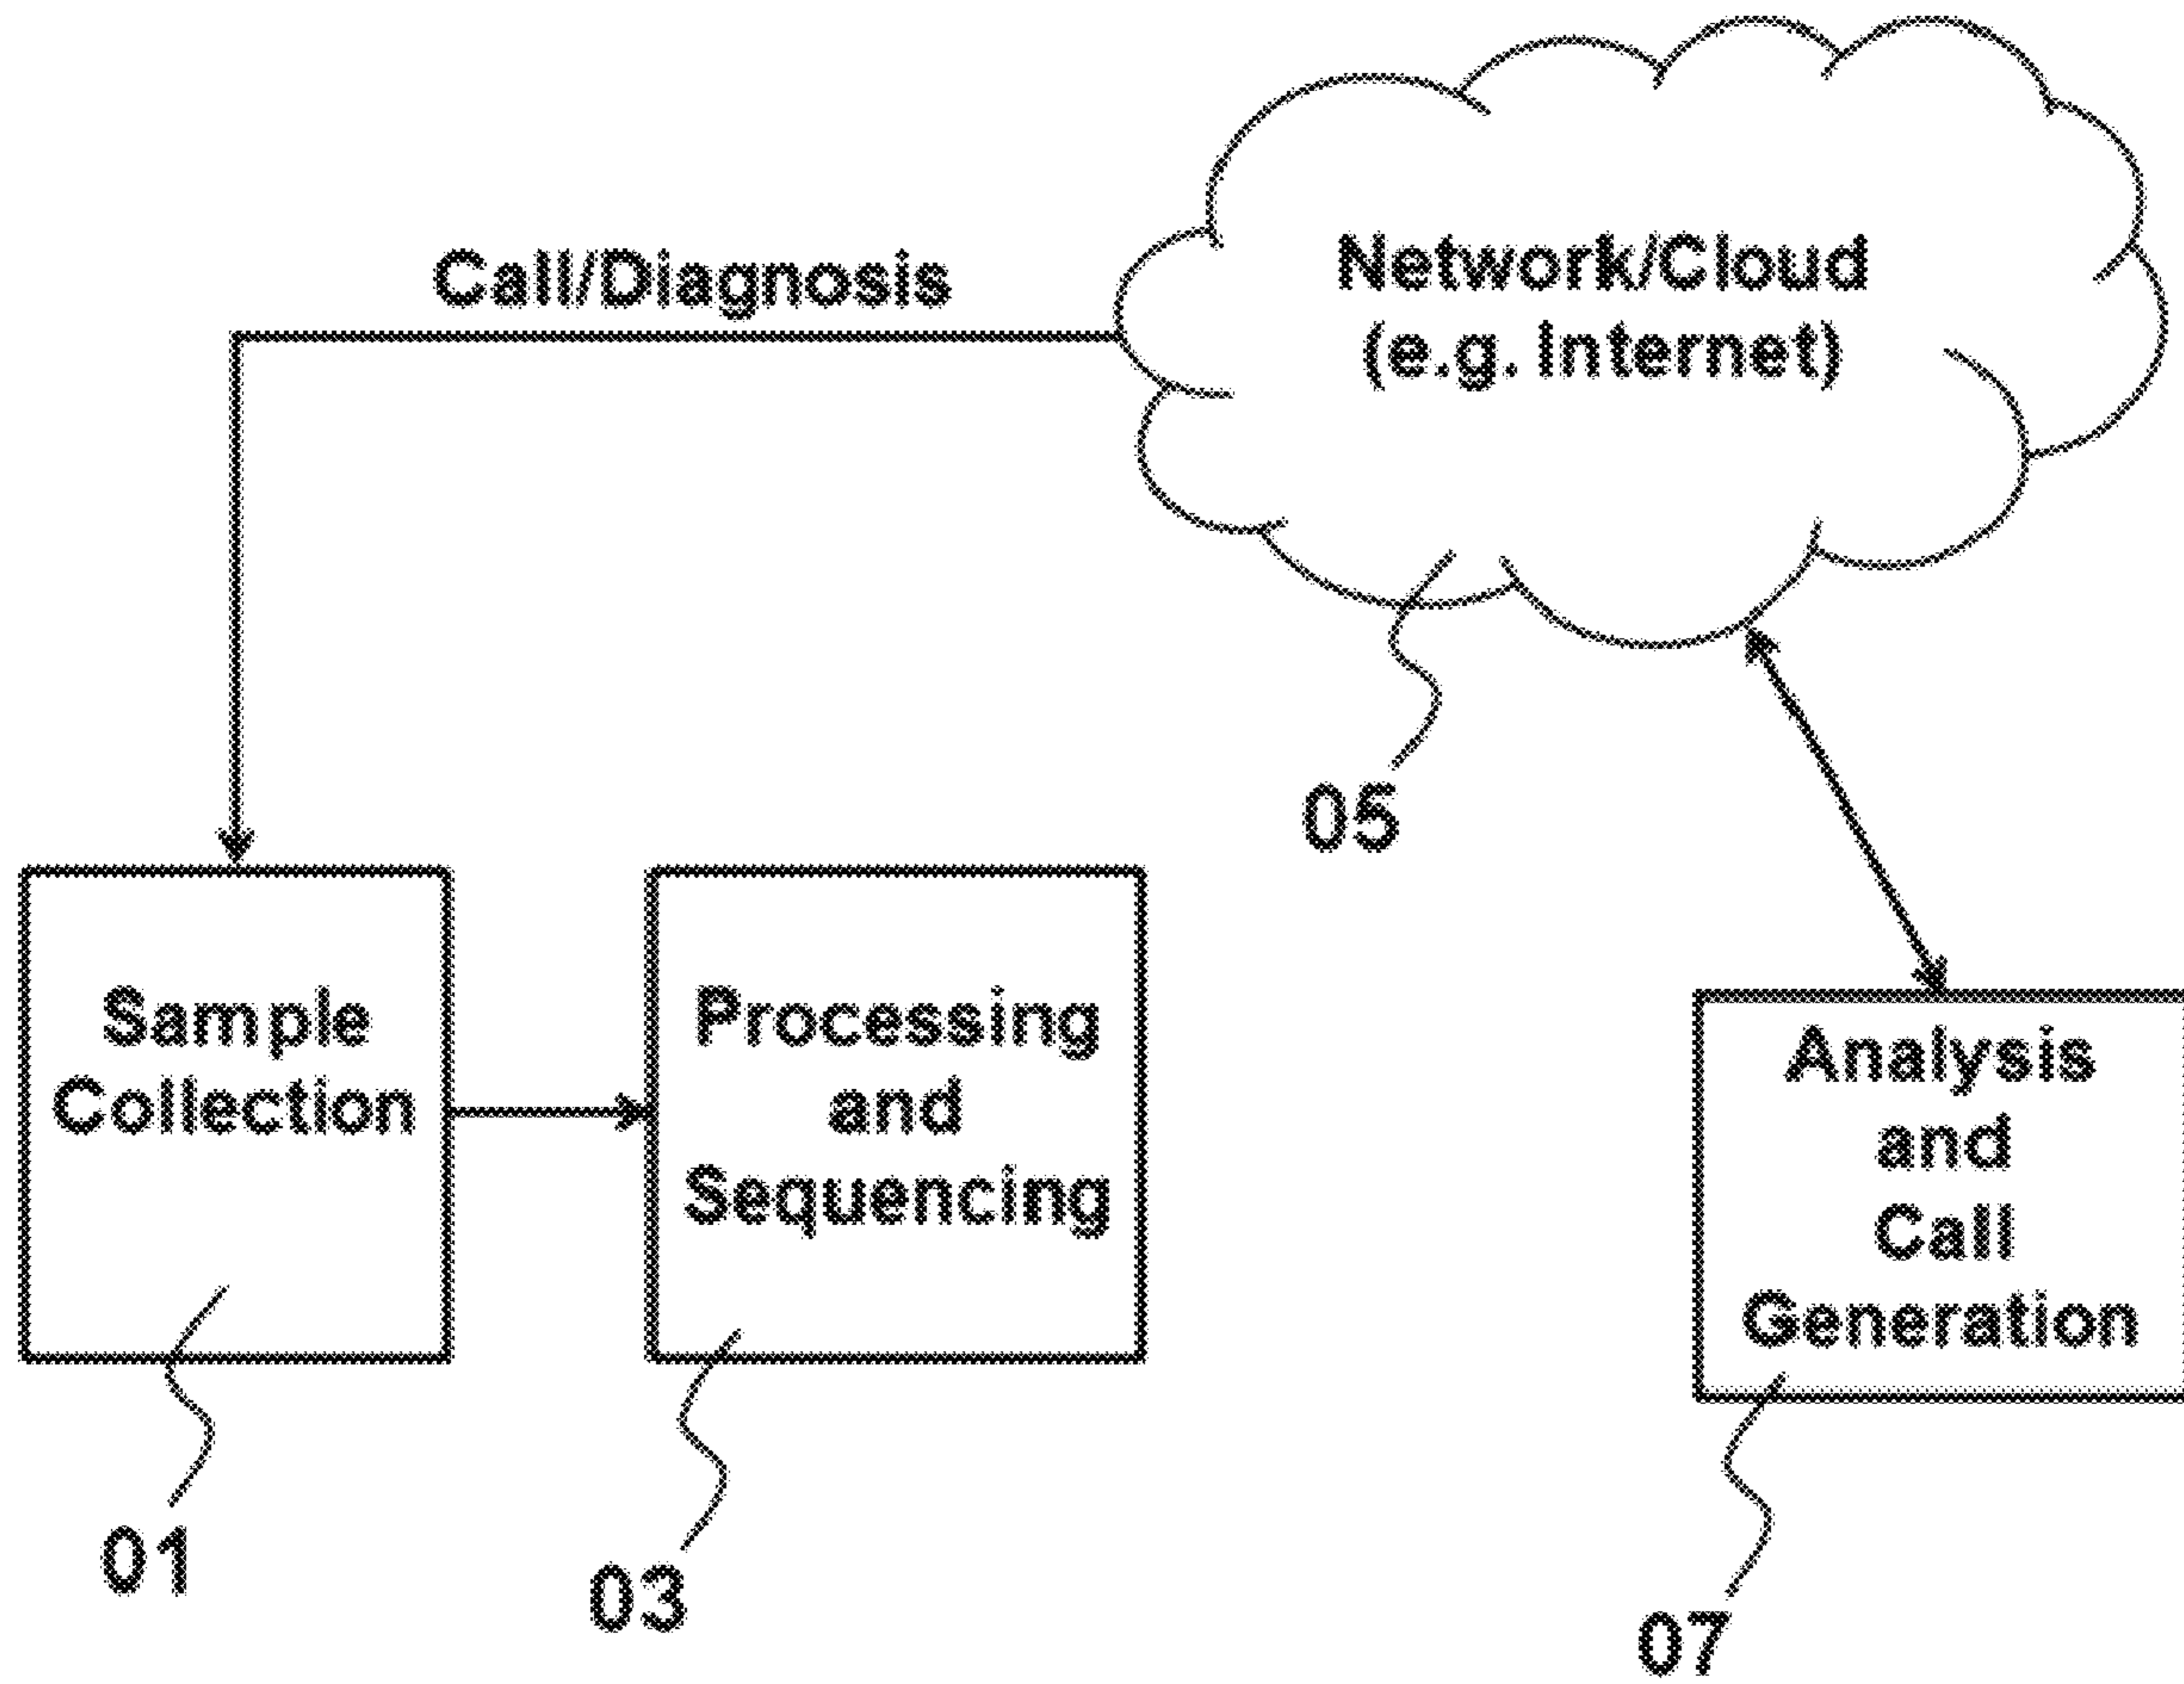 Call/Diagnosis
Network/Cloud
(e.g. Internet)
05
Sample
Collection
Processing
and
Sequencing
Analysis
and
Call
Generation
01
03
07